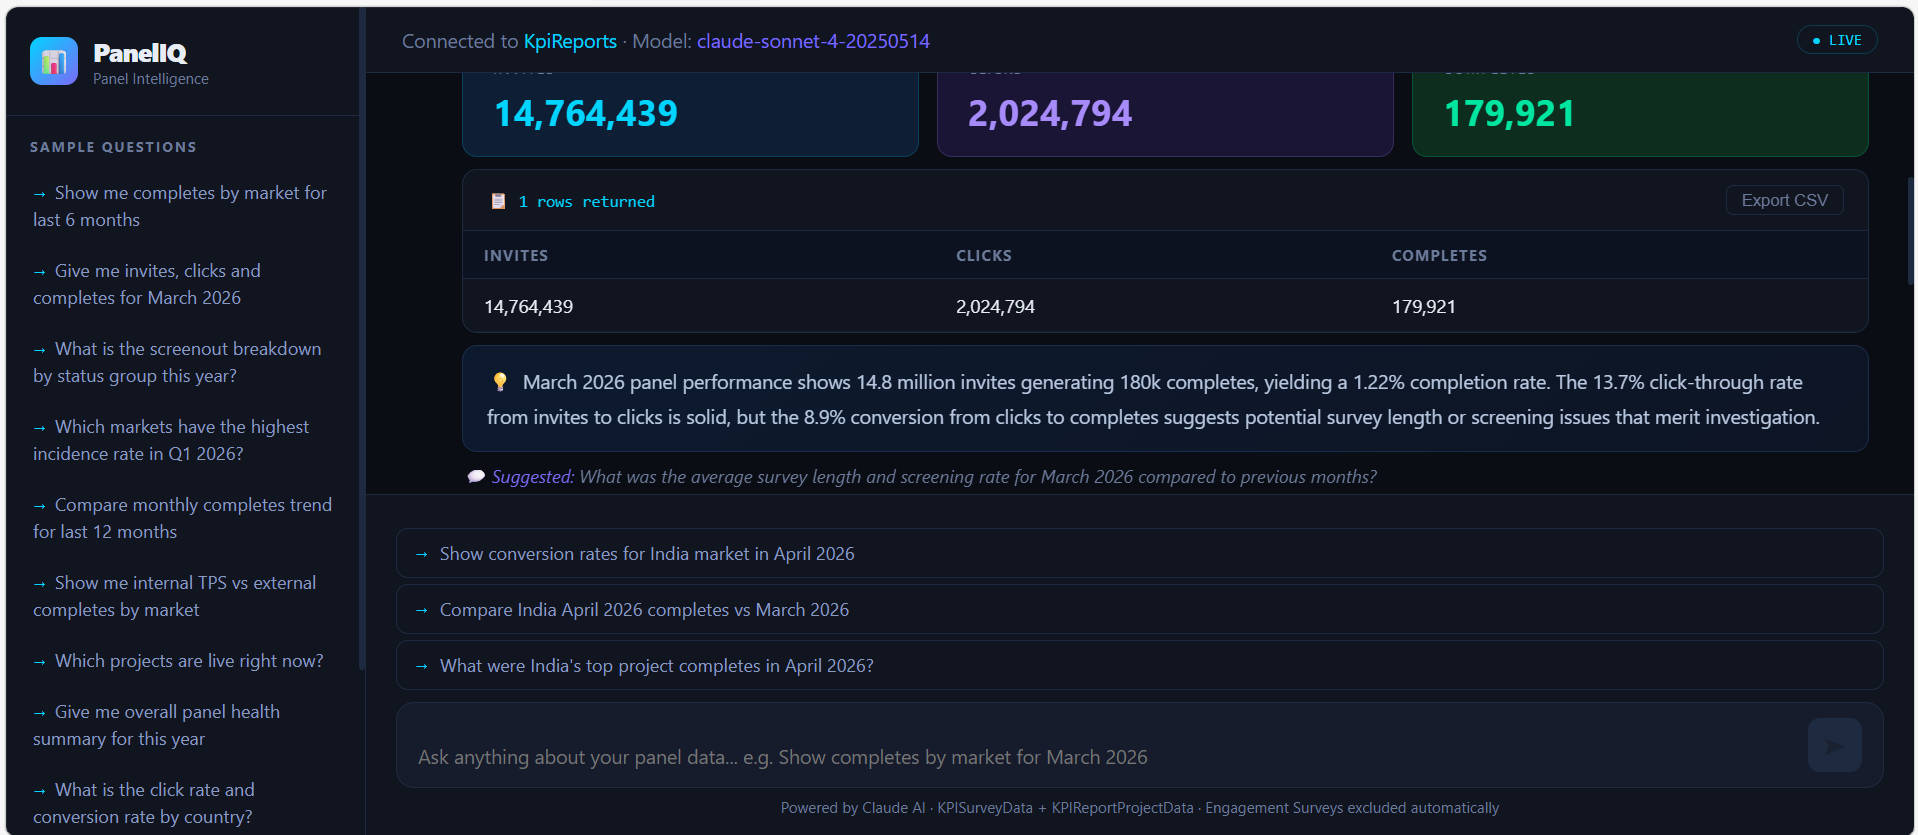 PanelIQ
Panel Intelligence
SAMPLE QUESTIONS
→ Show me completes by market for
last 6 months
→ Give me invites, clicks and
completes for March 2026
→ What is the screenout breakdown
by status group this year?
→ Which markets have the highest
incidence rate in Q1 2026?
→ Compare monthly completes trend
for last 12 months
→ Show me internal TPS vs external
completes by market
→ Which projects are live right now?
→ Give me overall panel health
summary for this year
→ What is the click rate and
conversion rate by country?
Connected to KpiReports · Model: claude-sonnet-4-20250514
● LIVE
14,764,439
2,024,794
179,921
1 rows returned
Export CSV
INVITES CLICKS COMPLETES
14,764,439 2,024,794 179,921
March 2026 panel performance shows 14.8 million invites generating 180k completes, yielding a 1.22% completion rate. The 13.7% click-through rate
from invites to clicks is solid, but the 8.9% conversion from clicks to completes suggests potential survey length or screening issues that merit investigation.
Suggested: What was the average survey length and screening rate for March 2026 compared to previous months?
→ Show conversion rates for India market in April 2026
→ Compare India April 2026 completes vs March 2026
→ What were India's top project completes in April 2026?
Ask anything about your panel data... e.g. Show completes by market for March 2026
Powered by Claude AI · KPISurveyData + KPIReportProjectData · Engagement Surveys excluded automatically